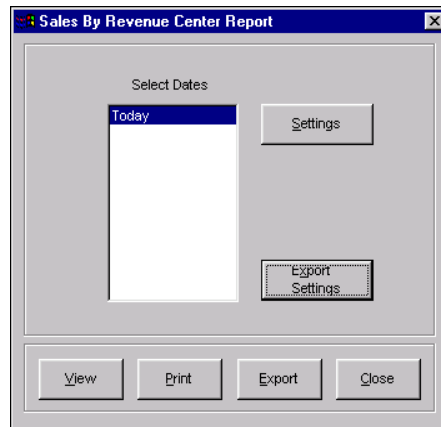 Sales By Revenue Center Report
Select Dates
Today
Settings
Export
Settings
View
Print
Export
Close